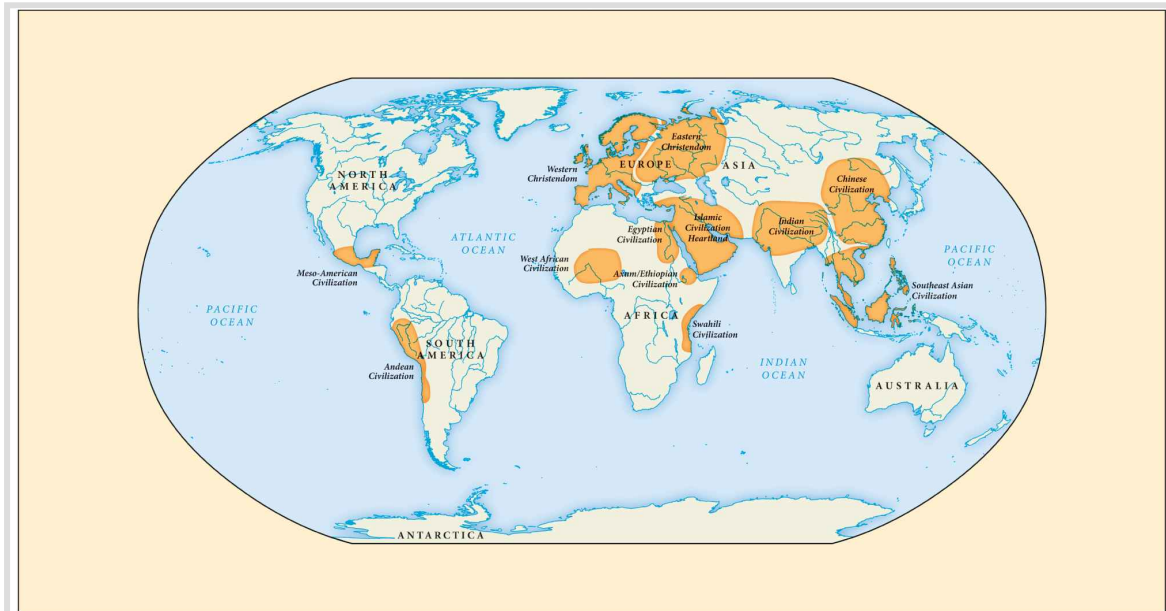 Eastern
Christendom
Western
Christendom
EUROPE
ASIA
NORTH
AMERICA
Chinese
Civilization
Islamic
Civilization
Heartland
Indian
Civilization
Egyptian
Civilization
ATLANTIC
OCEAN
West African
Civilization
Axum/Ethiopian
Civilization
PACIFIC
OCEAN
Meso-American
Civilization
Southeast Asian
Civilization
PACIFIC
OCEAN
AFRICA
Swahili
Civilization
SOUTH
AMERICA
Andean
Civilization
INDIAN
OCEAN
AUSTRALIA
ANTARCTICA